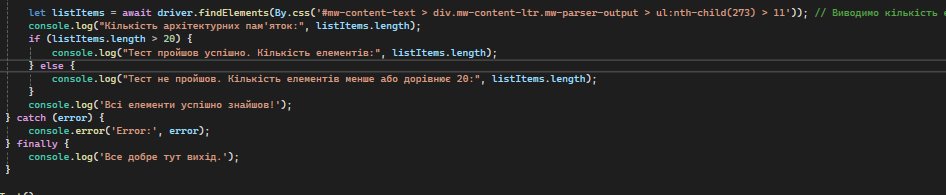 let listItems = await driver.findElements(By.css('#mw-content-text > div.mw-content-ltr.mw-parser-output > ul:nth-child(273) > 11')); // Виводимо кількість
console.log("Кількість архітектурних пам'яток:", listItems.length);
if (listItems.length > 20) {
console.log("Тест пройшов успішно. Кількість елементів:", listItems.length);
} else {
console.log("Тест не пройшов. Кількість елементів менше або дорівнює 20:", listItems.length);
}
console.log('Всі елементи успішно знайшов!');
} catch (error) {
console.error('Error:', error);
} finally {
console.log('Все добре тут вихід.');
}